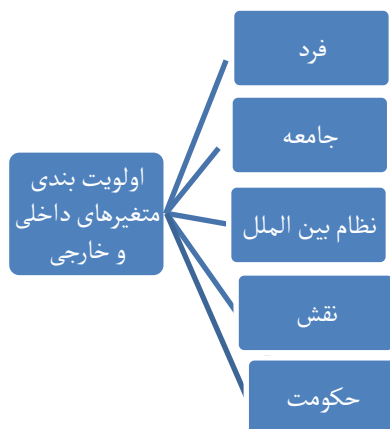 فرد
جامعه
اولویت بندی
متغیرهای داخلی
و خارجی
نظام بین الملل
نقش
حکومت